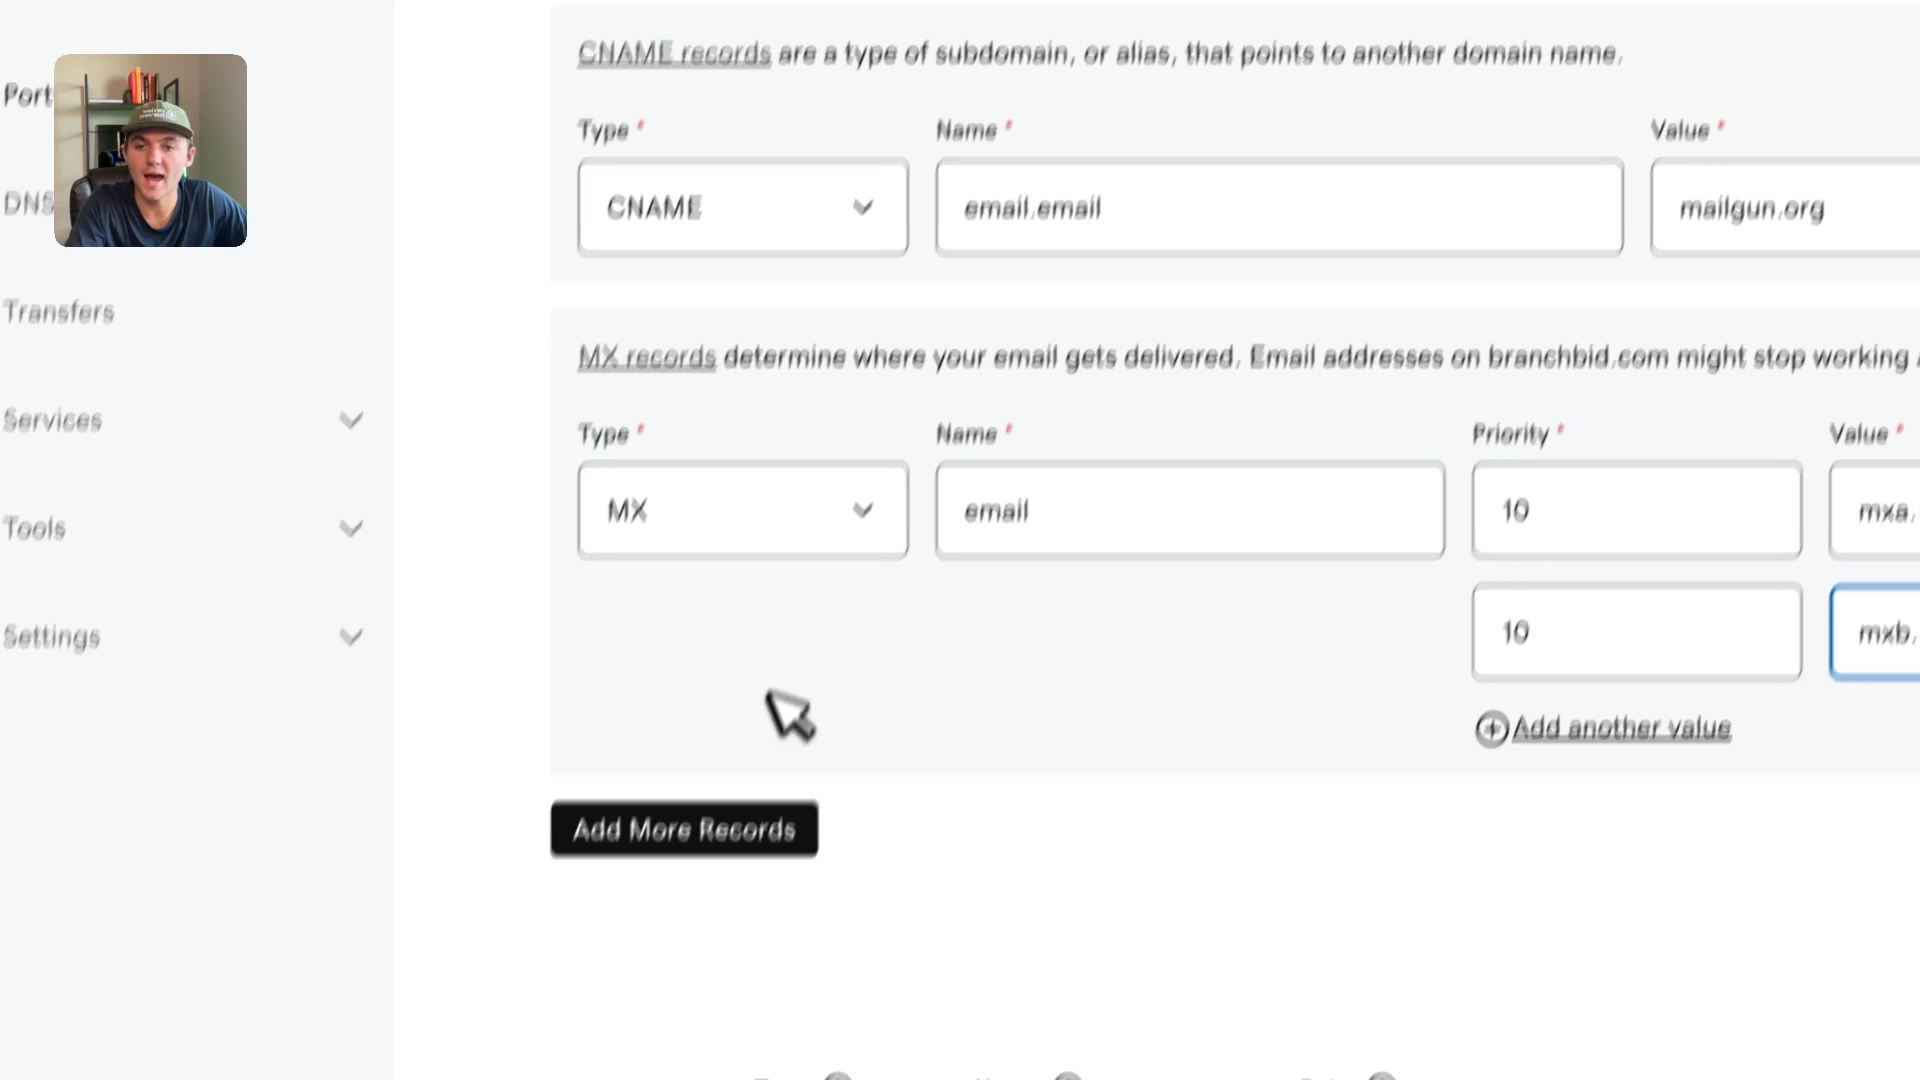 CNAME records are a type of subdomain, or alias, that points to another domain name.
Port
Type * Name * Value *
DNS
CNAME email.email mailgun.org
Transfers
MX records determine where your email gets delivered. Email addresses on branchbid.com might stop working
Services
Type * Name * Priority * Value *
MX email 10 mxa.
Tools
10 mxb.
Settings
Add another value
Add More Records